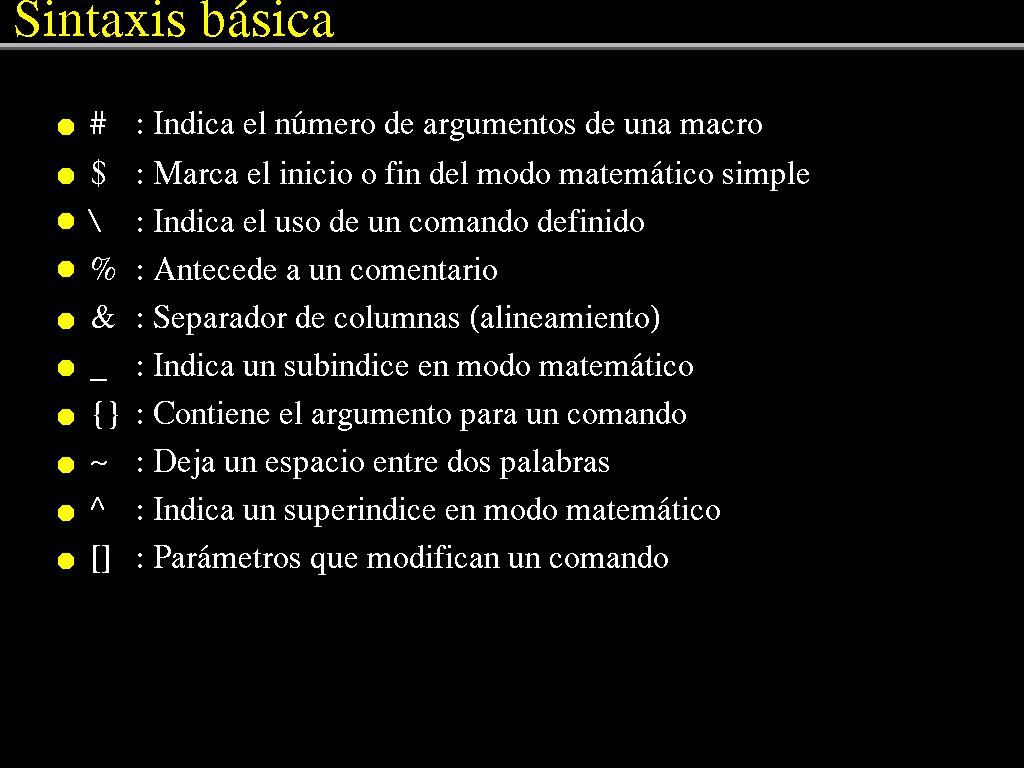 Sintaxis básica
# : Indica el número de argumentos de una macro
$ : Marca el inicio o fin del modo matemático simple
\ : Indica el uso de un comando definido
% : Antecede a un comentario
& : Separador de columnas (alineamiento)
_ : Indica un subindice en modo matemático
{} : Contiene el argumento para un comando
~ : Deja un espacio entre dos palabras
^ : Indica un superindice en modo matemático
[] : Parámetros que modifican un comando